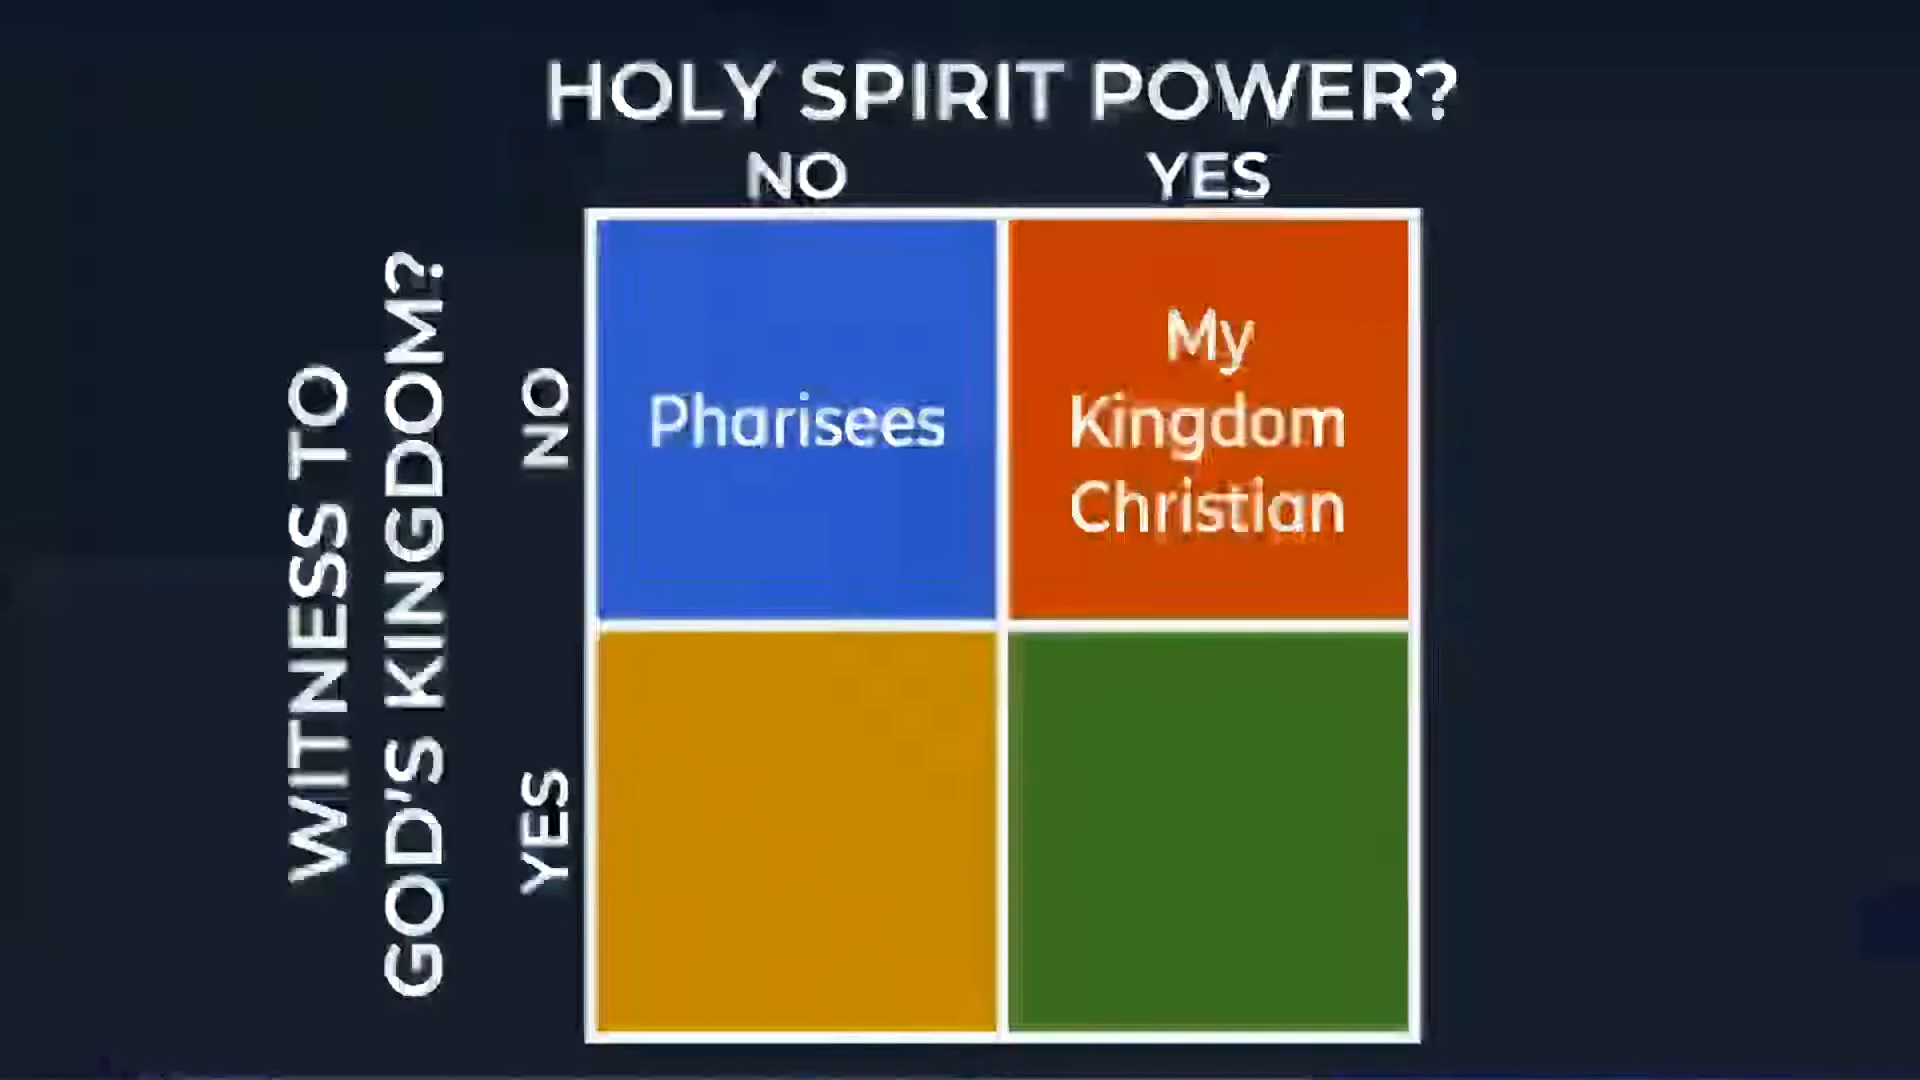 HOLY SPIRIT POWER?
NO YES
WITNESS TO
GOD'S KINGDOM?
NO
YES
Pharisees
My
Kingdom
Christian